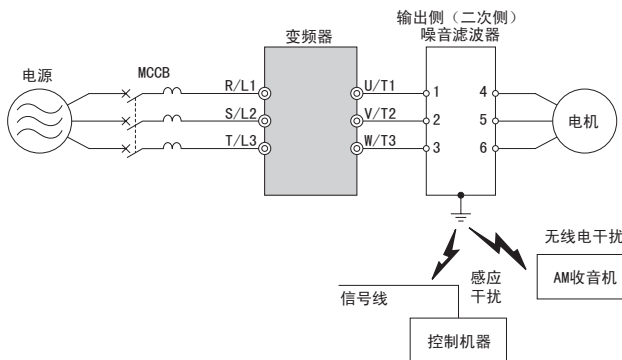 输出侧（二次侧）
噪音滤波器
变频器
电源
MCCB
R/L1
U/T1
1
4
S/L2
V/T2
2
5
电机
T/L3
W/T3
3
6
无线电干扰
感应
干扰
AM收音机
信号线
控制机器